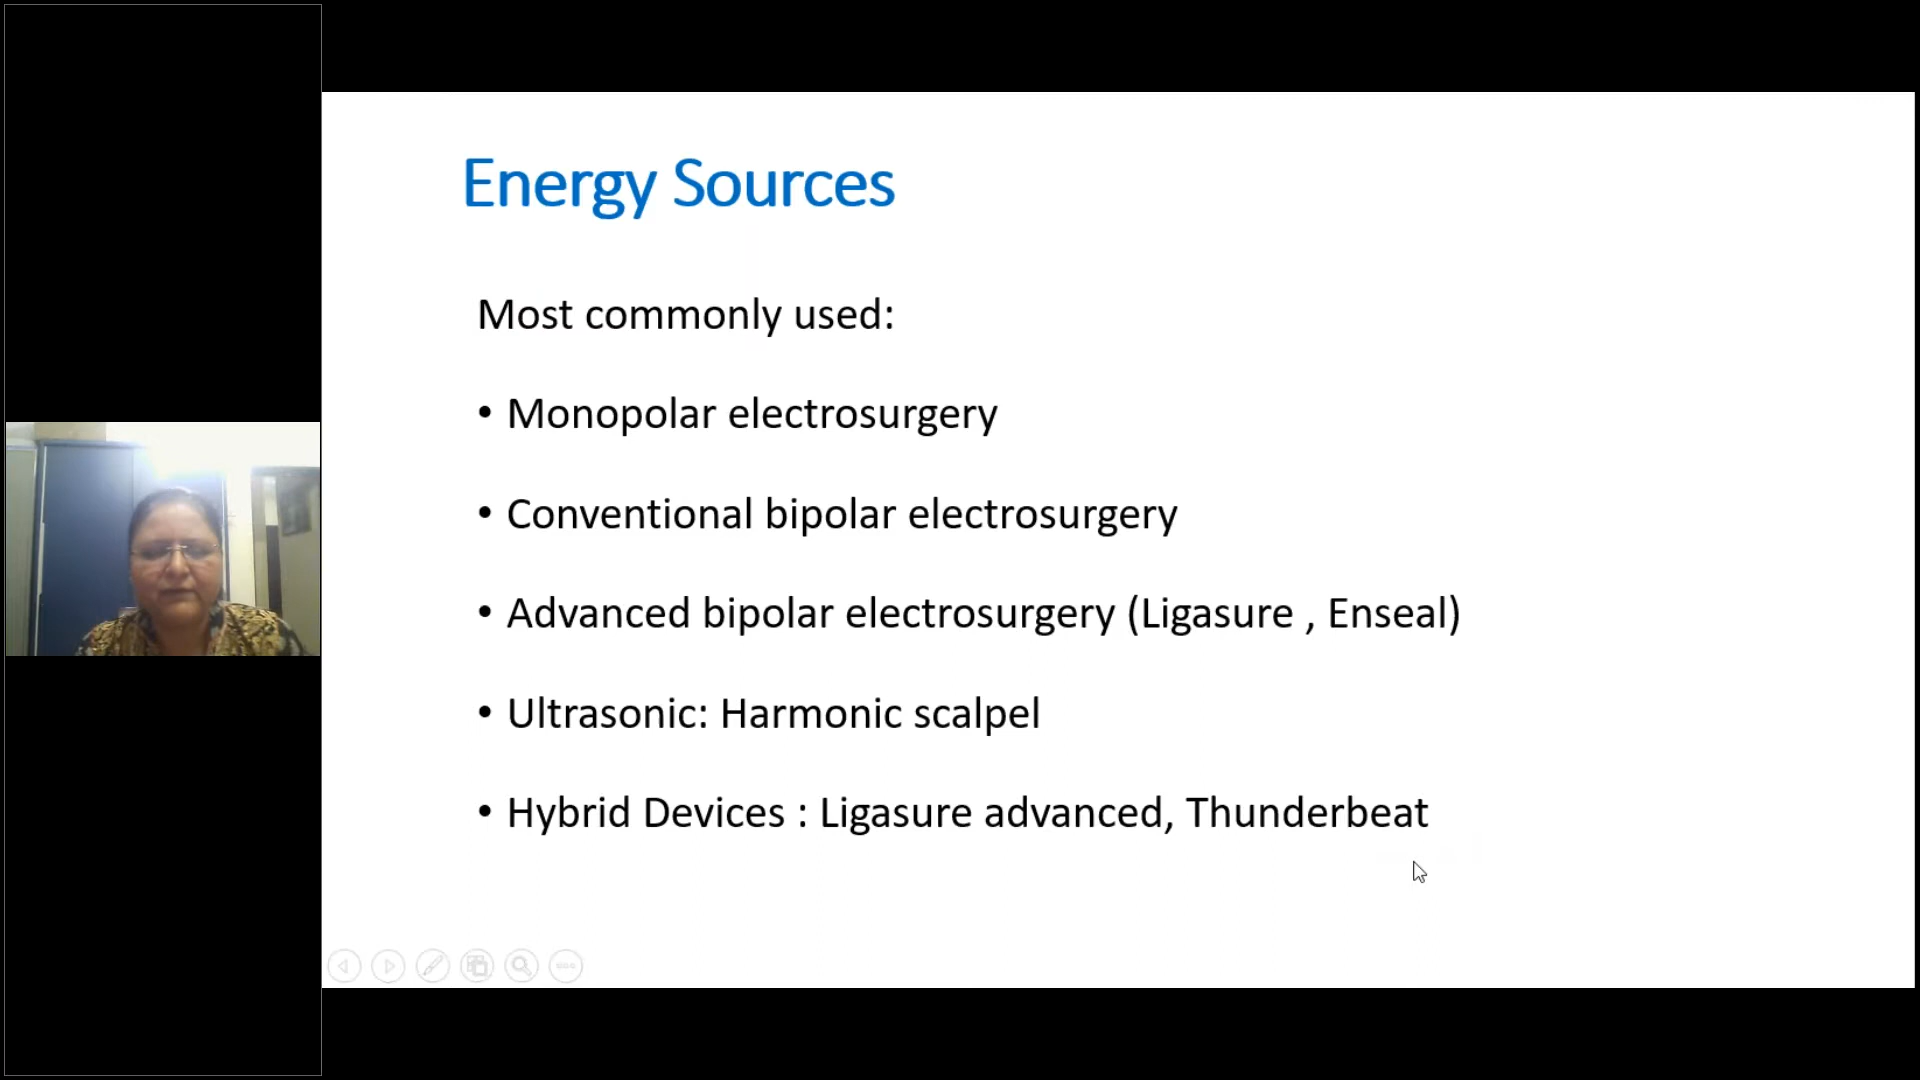 Energy Sources
Most commonly used:
• Monopolar electrosurgery
• Conventional bipolar electrosurgery
• Advanced bipolar electrosurgery (Ligasure , Enseal)
• Ultrasonic: Harmonic scalpel
• Hybrid Devices : Ligasure advanced, Thunderbeat